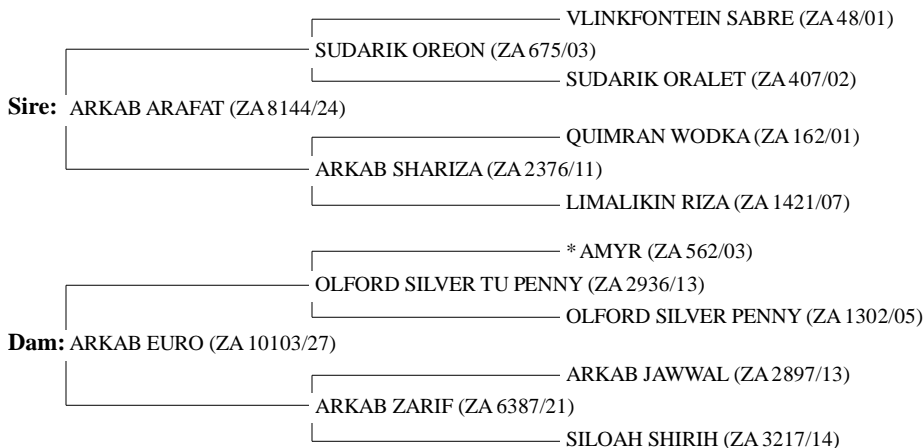 VLINKFONTEIN SABRE (ZA 48/01)
SUDARIK OREON (ZA 675/03)
SUDARIK ORALET (ZA 407/02)
Sire: ARKAB ARAFAT (ZA 8144/24)
QUIMRAN WODKA (ZA 162/01)
ARKAB SHARIZA (ZA 2376/11)
LIMALIKIN RIZA (ZA 1421/07)
* AMYR (ZA 562/03)
OLFORD SILVER TU PENNY (ZA 2936/13)
OLFORD SILVER PENNY (ZA 1302/05)
Dam: ARKAB EURO (ZA 10103/27)
ARKAB JAWWAL (ZA 2897/13)
ARKAB ZARIF (ZA 6387/21)
SILOAH SHIRIH (ZA 3217/14)